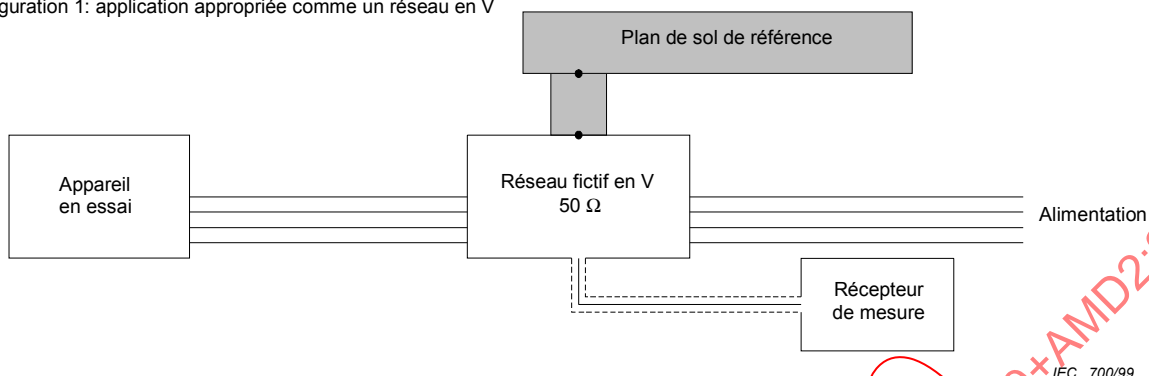 guration 1: application appropriée comme un réseau en V
Plan de sol de référence
Appareil
en essai
Réseau fictif en V
50 Ω
Alimentation
Récepteur
de mesure
+AMD2:
IEC 700/99